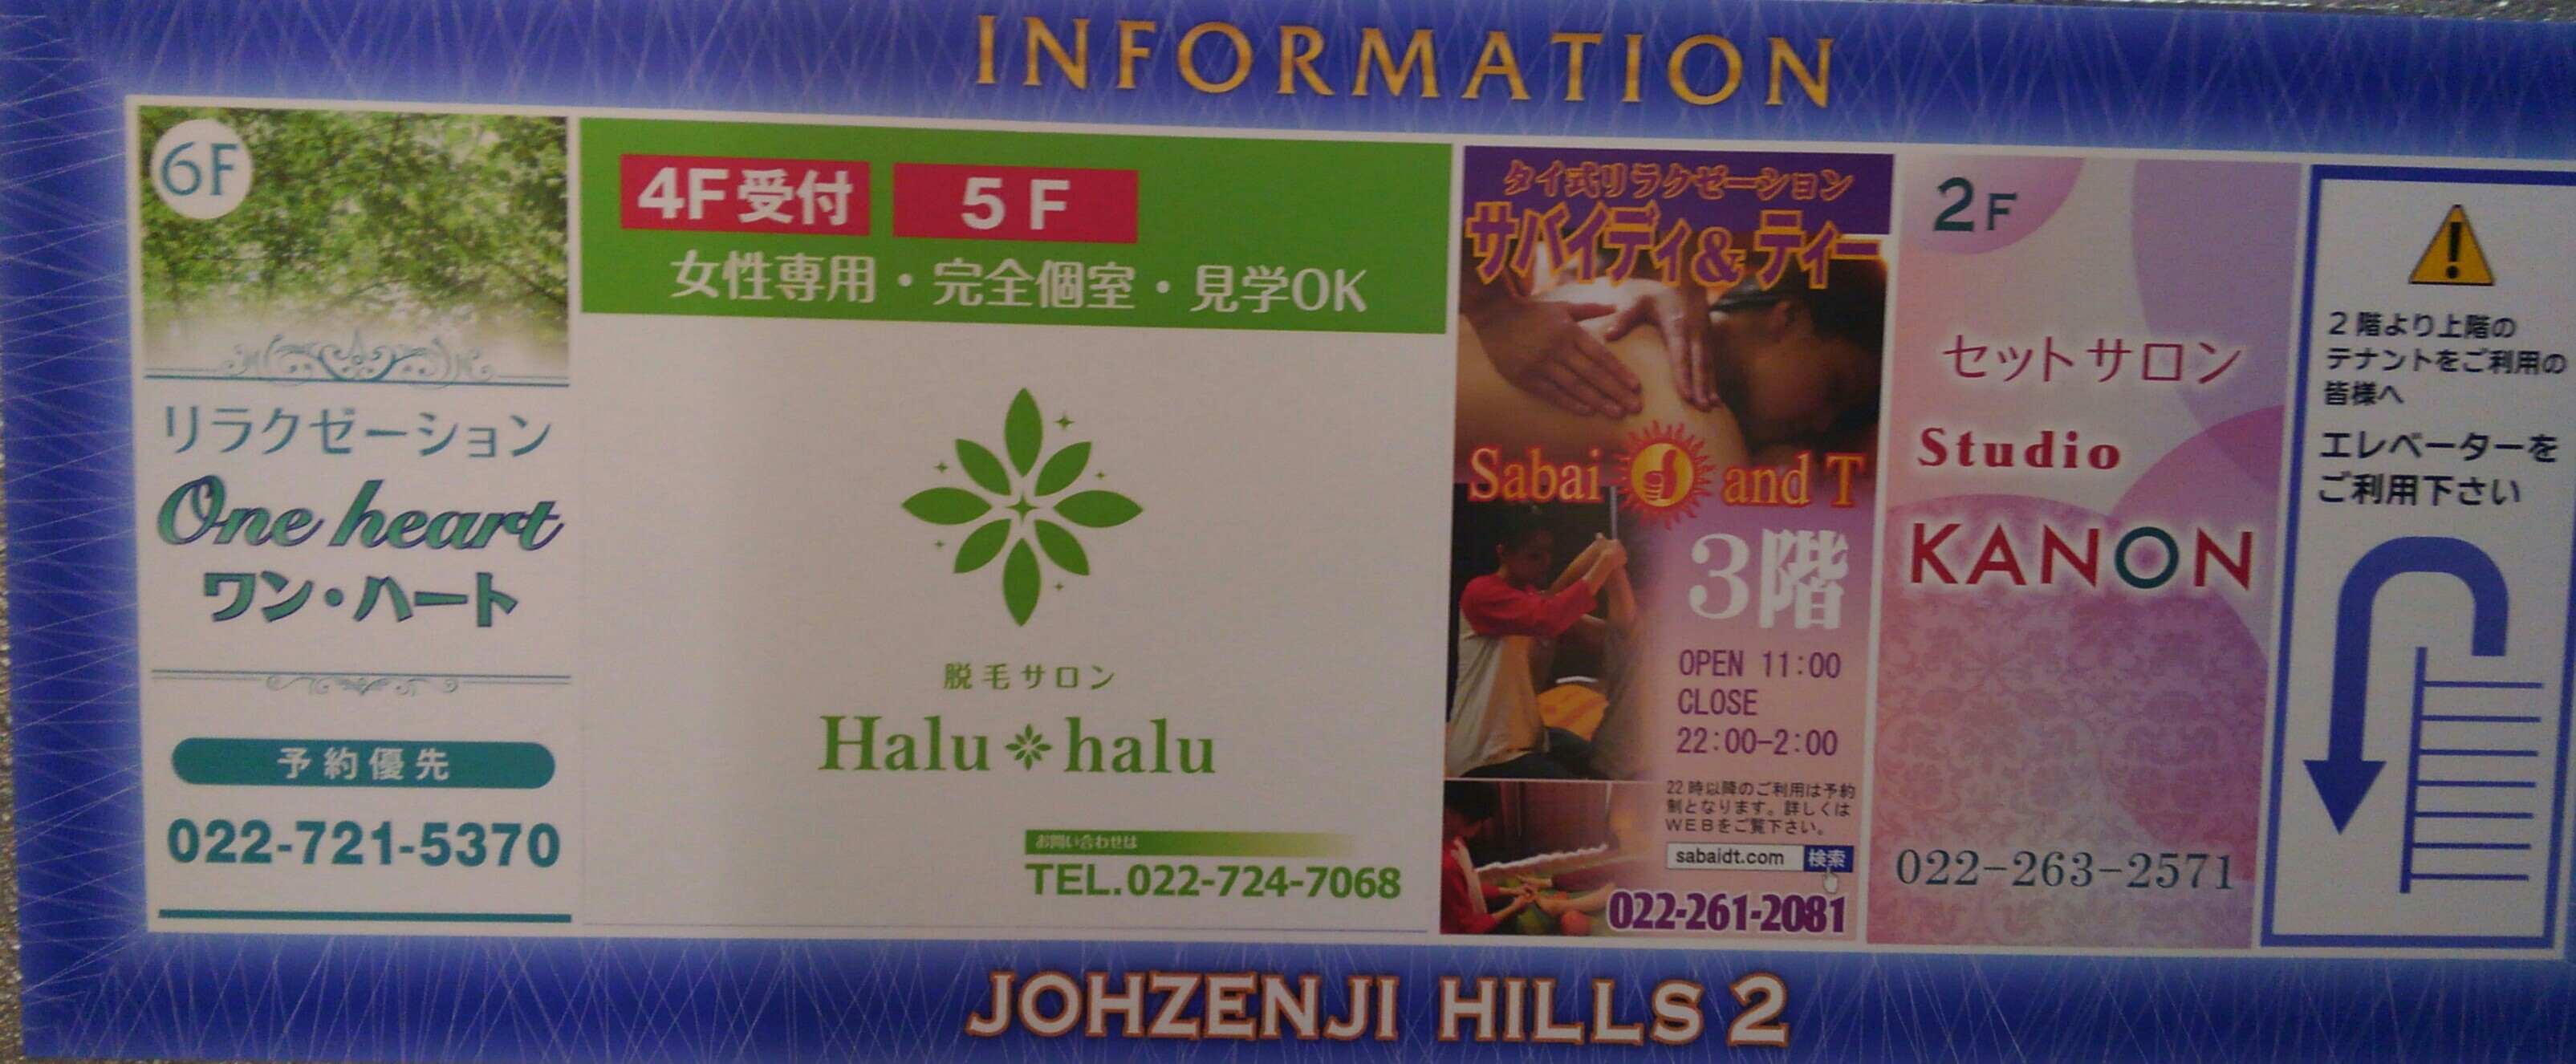 INFORMATION
6F
リラクゼーション
One heart
ワン・ハート
予約優先
022-721-5370
4F受付
5F
女性専用・完全個室・見学OK
脱毛サロン
Halu halu
お問い合わせは
TEL.022-724-7068
タイ式リラクゼーション
サバイディ&ティー
Sabai and T
3階
OPEN 11:00
CLOSE
22:00-2:00
22時以降のご利用は予約
制となります。詳しくは
WEBをご覧下さい。
sabaidt.com 検索
022-261-2081
2F
セットサロン
Studio
KANON
022-263-2571
2階より上階の
テナントをご利用の
皆様へ
エレベーターを
ご利用下さい
JOHZENJI HILLS 2